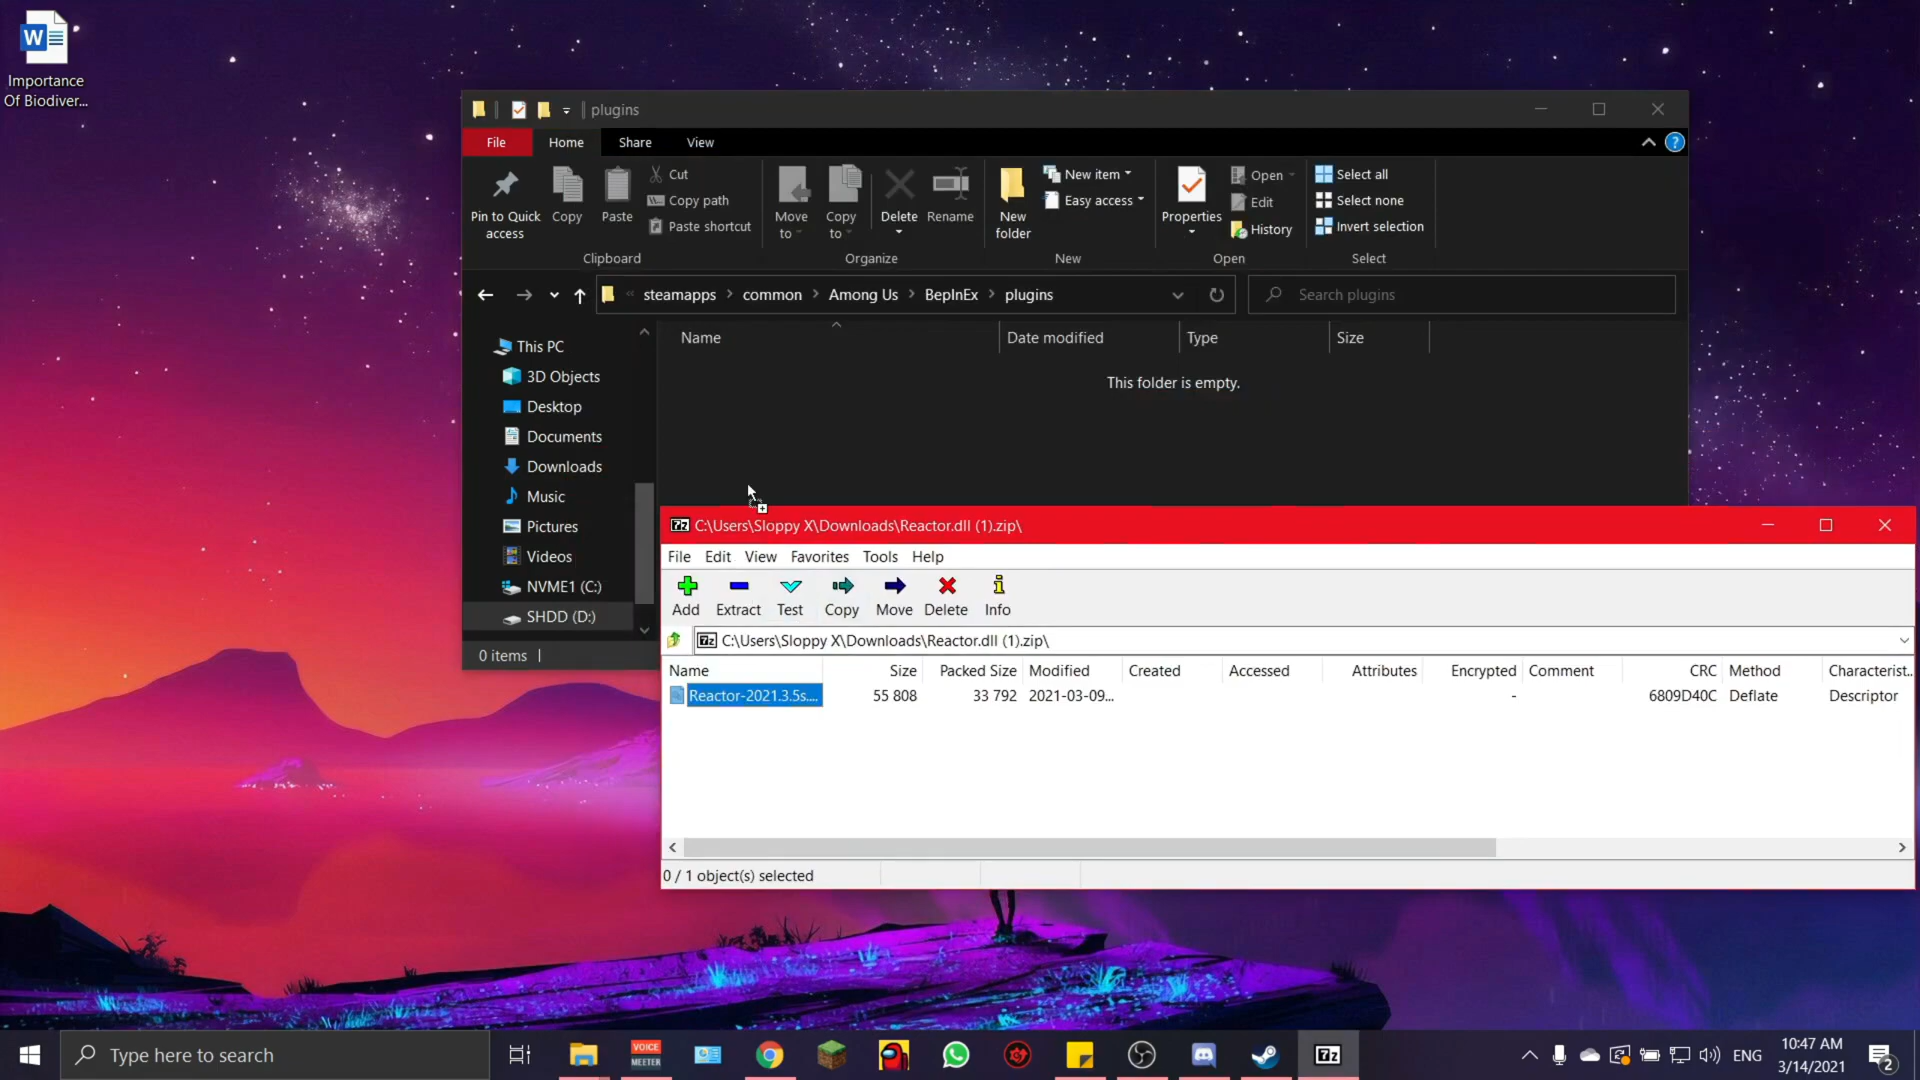 W
Importance
Of Biodiver...
plugins
File
Home
Share
View
Pin to Quick
access
Copy
Paste
Cut
Copy path
Paste shortcut
Clipboard
Move
to
Copy
to
Delete
Rename
Organize
New
folder
New item
Easy access
New
Properties
Open
Edit
History
Open
Select all
Select none
Invert selection
Select
steamapps > common > Among Us > BepInEx > plugins
Search plugins
Name
Date modified
Type
Size
This folder is empty.
This PC
3D Objects
Desktop
Documents
Downloads
Music
Pictures
Videos
NVME1 (C:)
SHDD (D:)
0 items
7z C:\Users\Sloppy X\Downloads\Reactor.dll (1).zip\
File Edit View Favorites Tools Help
Add Extract Test Copy Move Delete Info
7z C:\Users\Sloppy X\Downloads\Reactor.dll (1).zip\
Name Size Packed Size Modified Created Accessed Attributes Encrypted Comment CRC Method Characterist...
Reactor-2021.3.5s.... 55 808 33 792 2021-03-09... - 6809D40C Deflate Descriptor
0 / 1 object(s) selected
Type here to search
VOICE
MEETER
7z
ENG
10:47 AM
3/14/2021
2